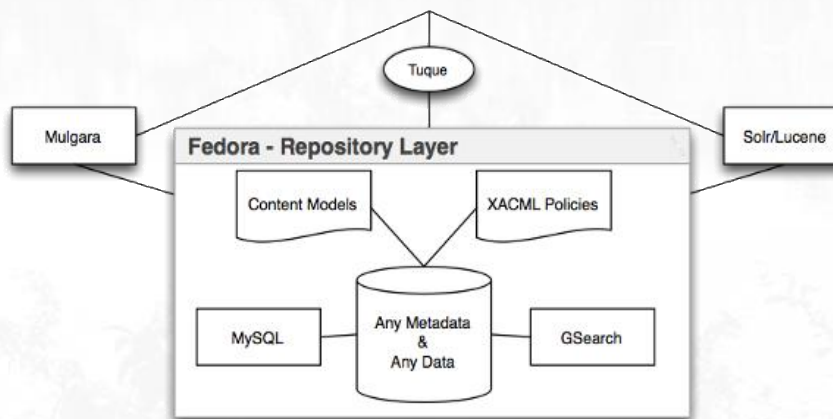 Tuque
Mulgara
Solr/Lucene
Fedora - Repository Layer
Content Models
XACML Policies
MySQL
Any Metadata
&
Any Data
GSearch